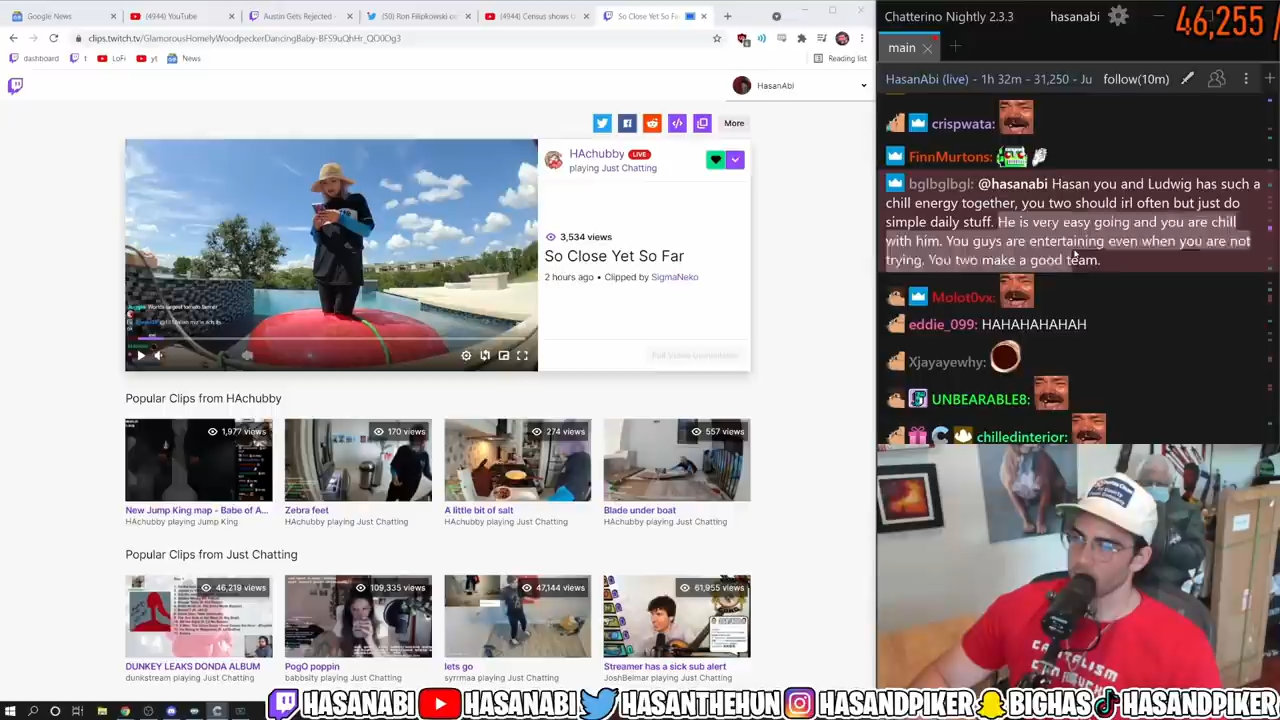 Google News
(4944) YouTube
Austin Gets Rejected -
(50) Ron Filipkowski on
(4944) Census shows
So Close Yet So Fa
clips.twitch.tv/GlamorousHomelyWoodpeckerDancingBaby-BFS9uQhHr_QO0Og3
dashboard
t
LoFi
yt
News
Reading list
HasanAbi
More
HAchubby LIVE
playing Just Chatting
3,534 views
So Close Yet So Far
2 hours ago • Clipped by SigmaNeko
Full Video Unavailable
Popular Clips from HAchubby
1,977 views
170 views
274 views
557 views
New Jump King map - Babe of A...
Zebra feet
A little bit of salt
Blade under boat
HAchubby playing Jump King
HAchubby playing Just Chatting
HAchubby playing Just Chatting
HAchubby playing Just Chatting
Popular Clips from Just Chatting
46,219 views
109,335 views
47,144 views
61,955 views
DUNKEY LEAKS DONDA ALBUM
PogO poppin
lets go
Streamer has a sick sub alert
dunkstream playing Just Chatting
babbsity playing Just Chatting
syrrmaa playing Just Chatting
JoshBelmar playing Just Chatting
Chatterino Nightly 2.3.3
hasanabi
46,255
main
HasanAbi (live) - 1h 32m - 31,250 - Ju
follow(10m)
crispwata:
FinnMurtons:
bglbglbgl: @hasanabi Hasan you and Ludwig has such a
chill energy together, you two should irl often but just do
simple daily stuff. He is very easy going and you are chill
with him. You guys are entertaining even when you are not
trying. You two make a good team.
Molot0vx:
eddie_099: HAHAHAHAHAH
Xjayayewhy:
UNBEARABLE8:
chilledinterior:
HASANABI
HASANABI
HASANTHEHUN
HASANDPIKER
BIGHAS
HASANDPIKER